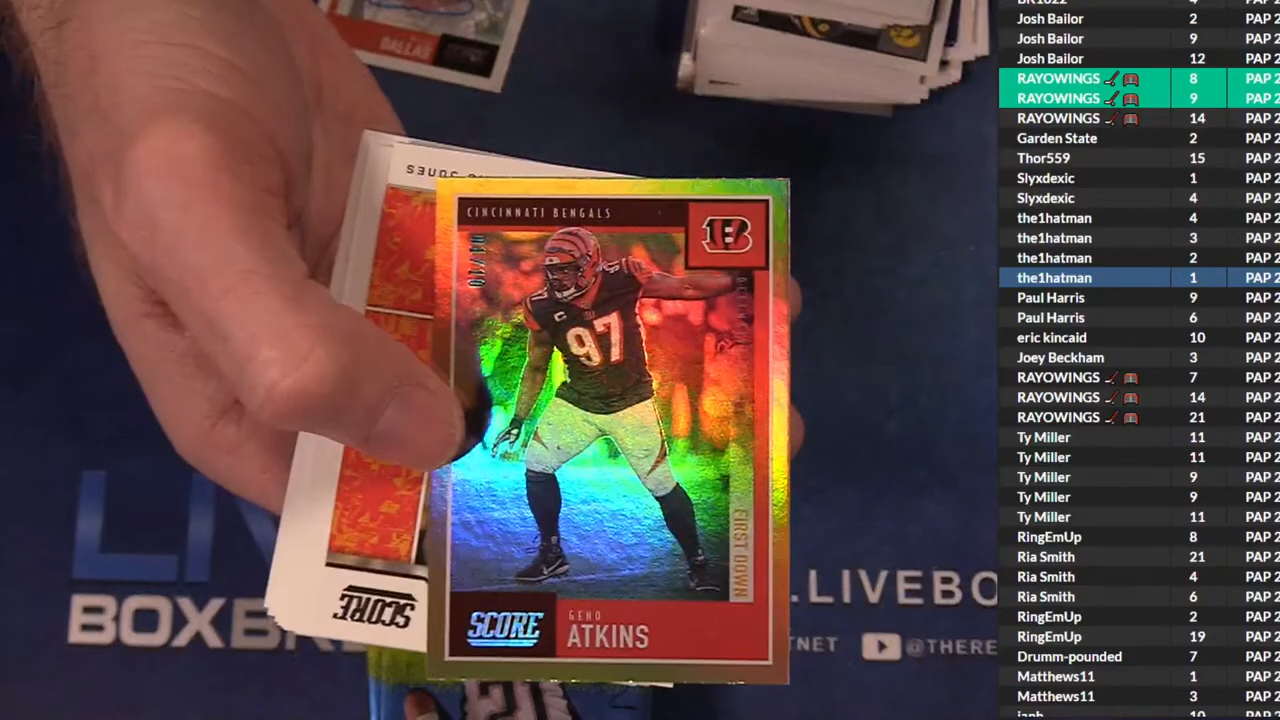 DALLAS
JONES
CINCINNATI BENGALS
B
04/10
97
97
C
FIRST DOWN
SCORE
GENO
ATKINS
SCORE
LIV
BOXBR
.LIVEBO
TNET
@THERE
4
Josh Bailor 2 PAP 2
Josh Bailor 9 PAP 2
Josh Bailor 12 PAP 2
RAYOWINGS 8 PAP 2
RAYOWINGS 9 PAP 2
RAYOWINGS 14 PAP 2
Garden State 2 PAP 2
Thor559 15 PAP 2
Slyxdexic 1 PAP 2
Slyxdexic 4 PAP 2
the1hatman 4 PAP 2
the1hatman 3 PAP 2
the1hatman 2 PAP 2
the1hatman 1 PAP 2
Paul Harris 9 PAP 2
Paul Harris 6 PAP 2
eric kincaid 10 PAP 2
Joey Beckham 3 PAP 2
RAYOWINGS 7 PAP 2
RAYOWINGS 14 PAP 2
RAYOWINGS 21 PAP 2
Ty Miller 11 PAP 2
Ty Miller 11 PAP 2
Ty Miller 9 PAP 2
Ty Miller 9 PAP 2
Ty Miller 11 PAP 2
RingEmUp 8 PAP 2
Ria Smith 21 PAP 2
Ria Smith 4 PAP 2
Ria Smith 6 PAP 2
RingEmUp 2 PAP 2
RingEmUp 19 PAP 2
Drumm-pounded 7 PAP 2
Matthews11 1 PAP 2
Matthews11 3 PAP 2